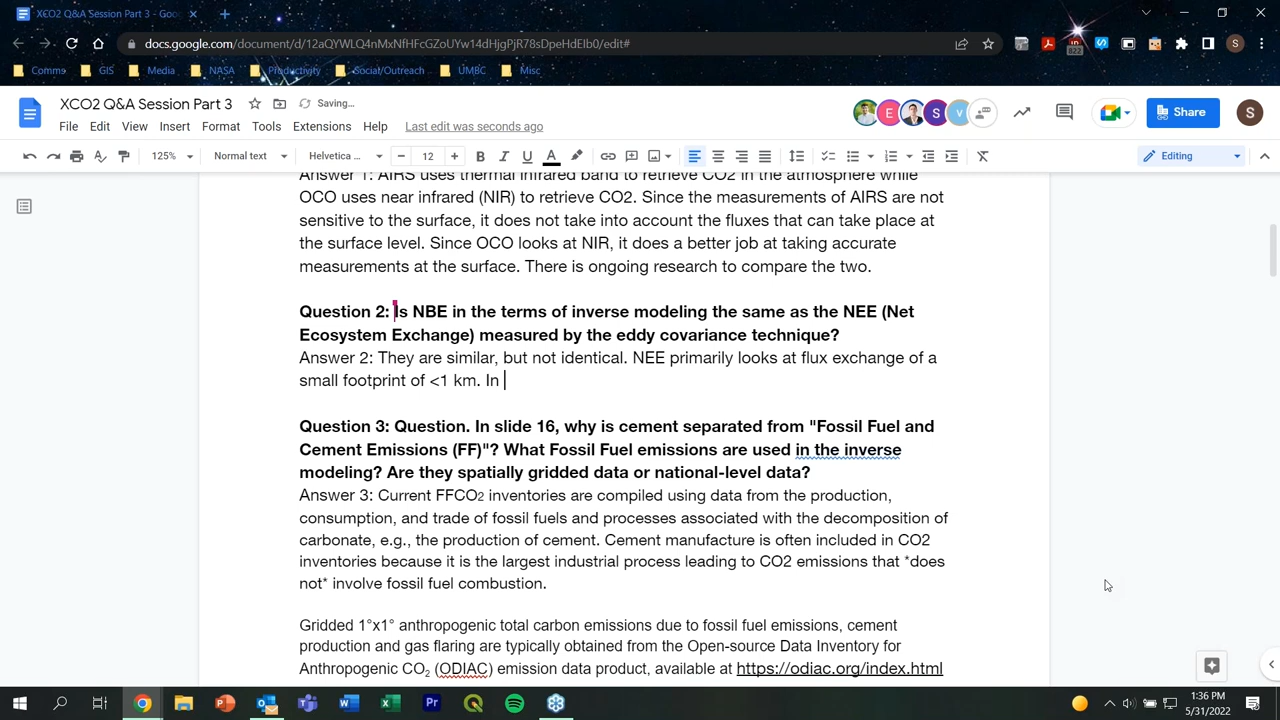 XCO2 Q&A Session Part 3 - Goo
docs.google.com/document/d/12aQYWLQ4nMxNfHFcGZoUYw14dHjgPjR78sDpeHdEIb0/edit#
822
S
Comms
GIS
Media
NASA
Productivity
Social/Outreach
UMBC
Misc
XCO2 Q&A Session Part 3
Saving…
E
S
v
Share
S
File
Edit
View
Insert
Format
Tools
Extensions
Help
Last edit was seconds ago
125%
Normal text
Helvetica ...
12
B
I
U
A
Editing
Answer 1: AIRS uses thermal infrared band to retrieve CO2 in the atmosphere while
OCO uses near infrared (NIR) to retrieve CO2. Since the measurements of AIRS are not
sensitive to the surface, it does not take into account the fluxes that can take place at
the surface level. Since OCO looks at NIR, it does a better job at taking accurate
measurements at the surface. There is ongoing research to compare the two.
Question 2: Is NBE in the terms of inverse modeling the same as the NEE (Net
Ecosystem Exchange) measured by the eddy covariance technique?
Answer 2: They are similar, but not identical. NEE primarily looks at flux exchange of a
small footprint of <1 km. In
Question 3: Question. In slide 16, why is cement separated from "Fossil Fuel and
Cement Emissions (FF)"? What Fossil Fuel emissions are used in the inverse
modeling? Are they spatially gridded data or national-level data?
Answer 3: Current FFCO2 inventories are compiled using data from the production,
consumption, and trade of fossil fuels and processes associated with the decomposition of
carbonate, e.g., the production of cement. Cement manufacture is often included in CO2
inventories because it is the largest industrial process leading to CO2 emissions that *does
not* involve fossil fuel combustion.
Gridded 1°x1° anthropogenic total carbon emissions due to fossil fuel emissions, cement
production and gas flaring are typically obtained from the Open-source Data Inventory for
Anthropogenic CO₂ (ODIAC) emission data product, available at https://odiac.org/index.html
1:36 PM
5/31/2022